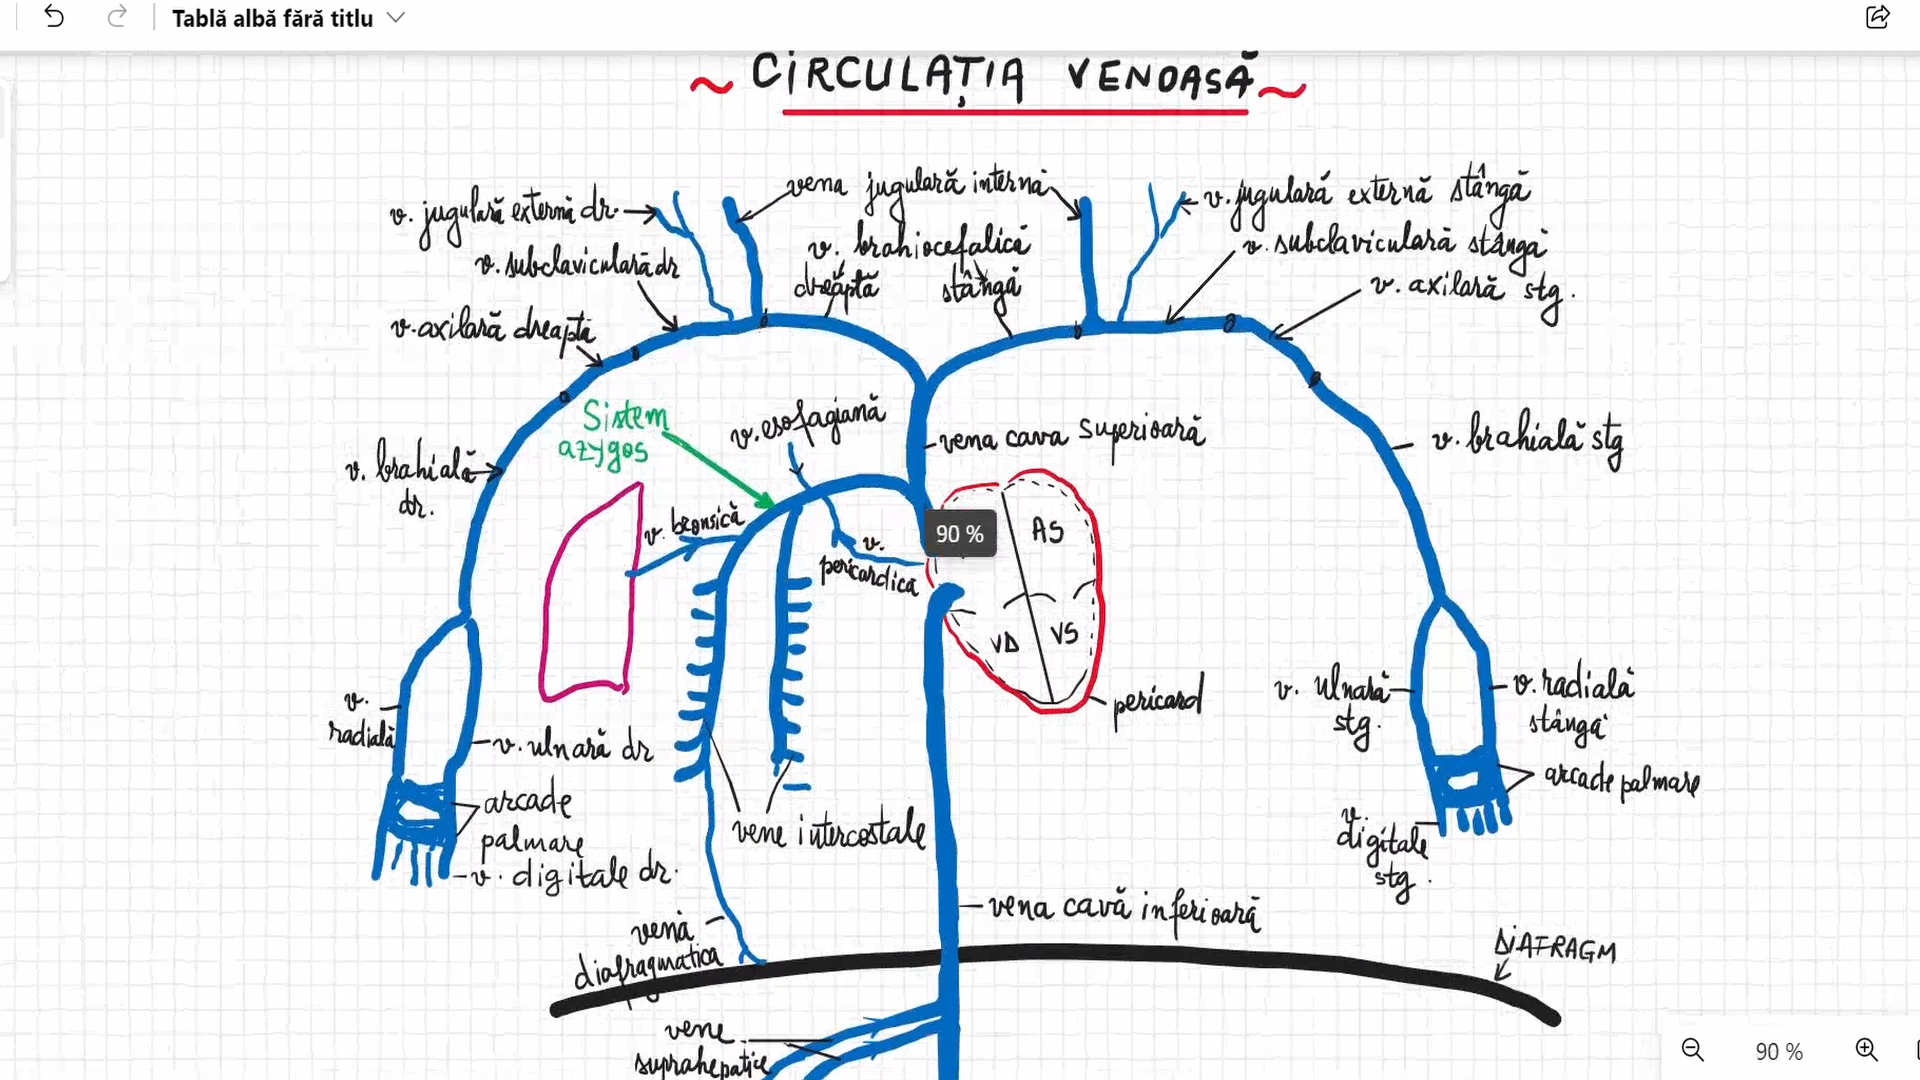 Tablă albă fără titlu
~ CIRCULAȚIA VENOASĂ ~
v. jugulară externă dr.
vena jugulară internă
v. jugulară externă stângă
v. subclaviculară dr
v. brahiocefalică
dreaptă stângă
v. subclaviculară stângă
v. axilară stg.
v. axilară dreaptă
Sistem
azygos
v. esofagiană
vena cava superioară
v. brahială stg
v. brahială
dr.
v. bronsică
v.
pericardica
90 %
AS
VD
VS
pericard
v. ulnară
stg.
v. radială
stângă
v.
radială
v. ulnară dr
arcade
palmare
v. digitale dr.
arcade palmare
v.
digitale
stg.
vene intercostale
vena cavă inferioară
venă
diafragmatica
DIAFRAGM
vene
suprahepatice
90 %